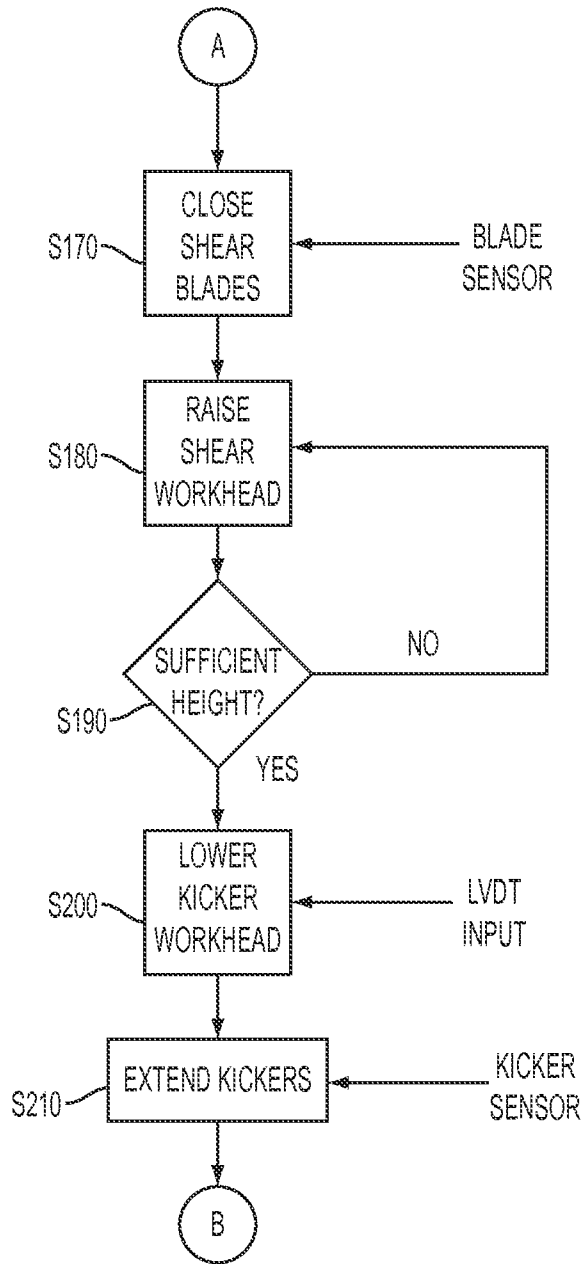 A
CLOSE
SHEAR
BLADES
S170
BLADE
SENSOR
RAISE
SHEAR
WORKHEAD
S180
SUFFICIENT
HEIGHT?
S190
NO
YES
LOWER
KICKER
WORKHEAD
S200
LVDT
INPUT
EXTEND KICKERS
S210
KICKER
SENSOR
B